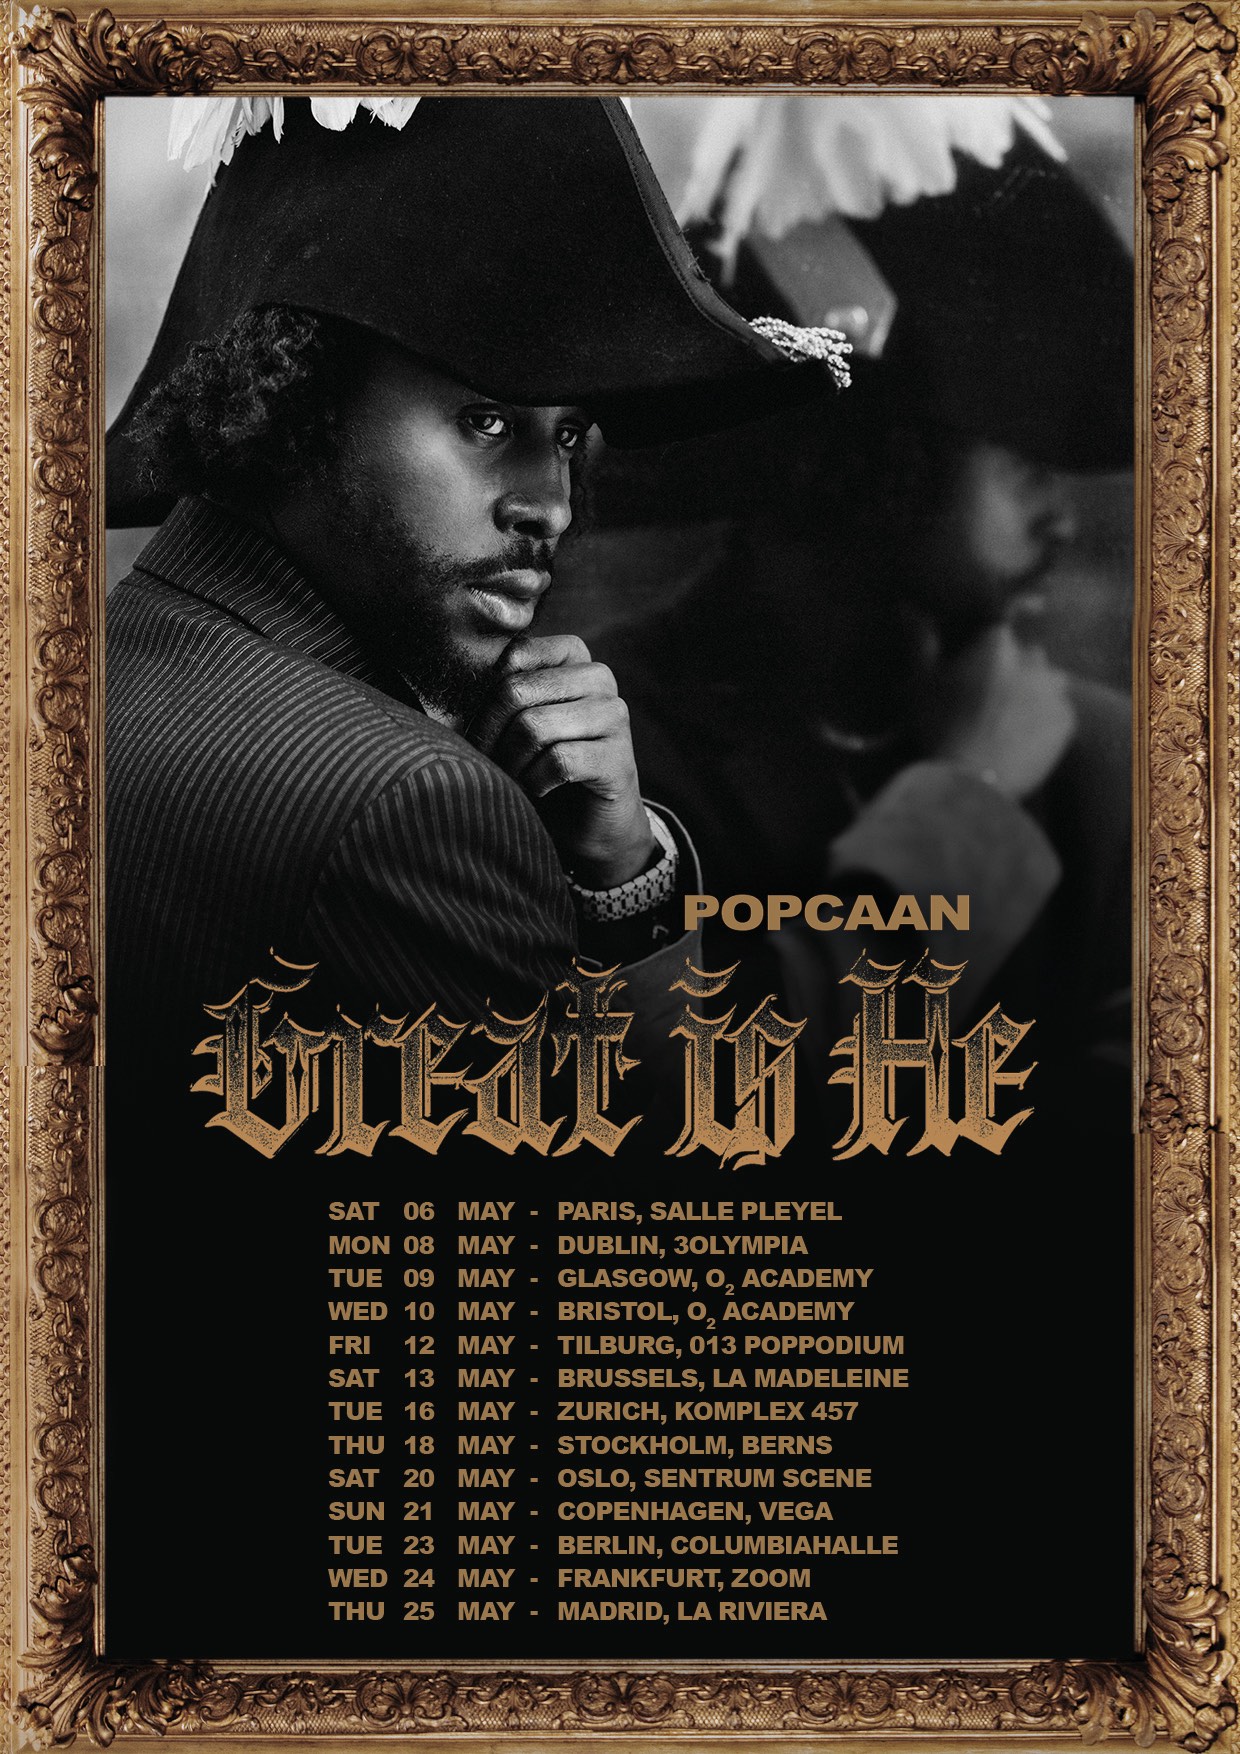 POPCAAN
Great is He
SAT 06 MAY - PARIS, SALLE PLEYEL
MON 08 MAY - DUBLIN, 3OLYMPIA
TUE 09 MAY - GLASGOW, O₂ ACADEMY
WED 10 MAY - BRISTOL, O₂ ACADEMY
FRI 12 MAY - TILBURG, 013 POPPODIUM
SAT 13 MAY - BRUSSELS, LA MADELEINE
TUE 16 MAY - ZURICH, KOMPLEX 457
THU 18 MAY - STOCKHOLM, BERNS
SAT 20 MAY - OSLO, SENTRUM SCENE
SUN 21 MAY - COPENHAGEN, VEGA
TUE 23 MAY - BERLIN, COLUMBIAHALLE
WED 24 MAY - FRANKFURT, ZOOM
THU 25 MAY - MADRID, LA RIVIERA